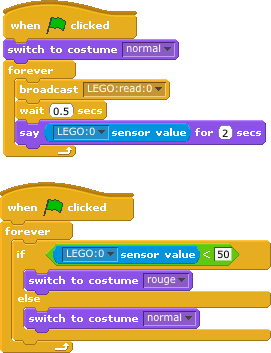 when clicked
switch to costume normal
forever
broadcast LEGO:read:0
wait 0.5 secs
say LEGO:0 sensor value for 2 secs
when clicked
forever
if LEGO:0 sensor value < 50
switch to costume rouge
else
switch to costume normal